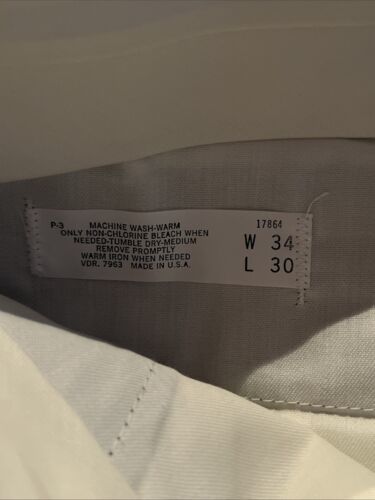 P-3 MACHINE WASH-WARM
ONLY NON-CHLORINE BLEACH WHEN
NEEDED-TUMBLE DRY-MEDIUM
REMOVE PROMPTLY
WARM IRON WHEN NEEDED
VDR. 7963 MADE IN U.S.A.
17864
W 34
L 30